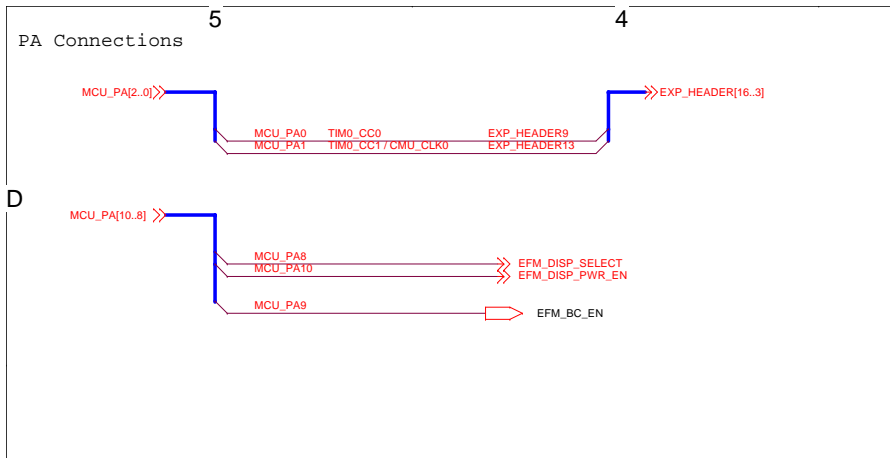 5 4
PA Connections
MCU_PA[2..0] EXP_HEADER[16..3]
MCU_PA0 TIM0_CC0 EXP_HEADER9
MCU_PA1 TIM0_CC1 / CMU_CLK0 EXP_HEADER13
D
MCU_PA[10..8]
MCU_PA8 EFM_DISP_SELECT
MCU_PA10 EFM_DISP_PWR_EN
MCU_PA9 EFM_BC_EN